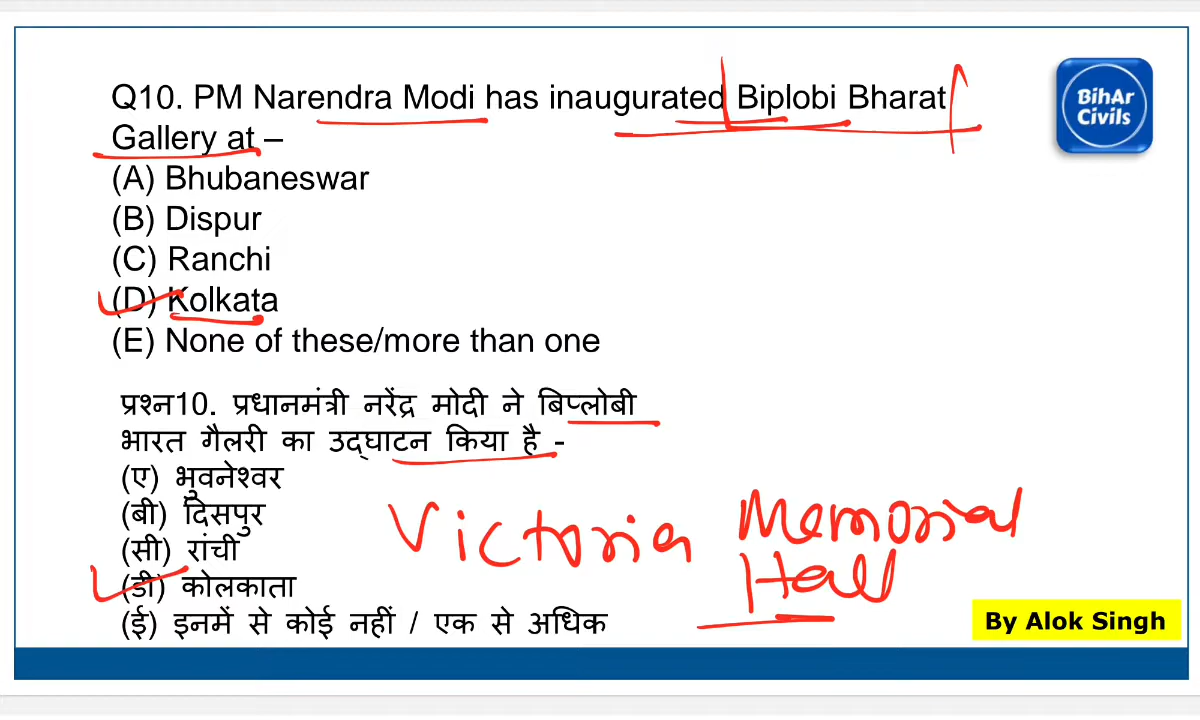 Q10. PM Narendra Modi has inaugurated Biplobi Bharat
Gallery at –
(A) Bhubaneswar
(B) Dispur
(C) Ranchi
(D) Kolkata
(E) None of these/more than one
प्रश्न10. प्रधानमंत्री नरेंद्र मोदी ने बिप्लोबी
भारत गैलरी का उद्घाटन किया है -
(ए) भुवनेश्वर
(बी) दिसपुर
(सी) रांची
(डी) कोलकाता
(ई) इनमें से कोई नहीं / एक से अधिक
Victoria Memorial
Hall
BihAr
Civils
By Alok Singh